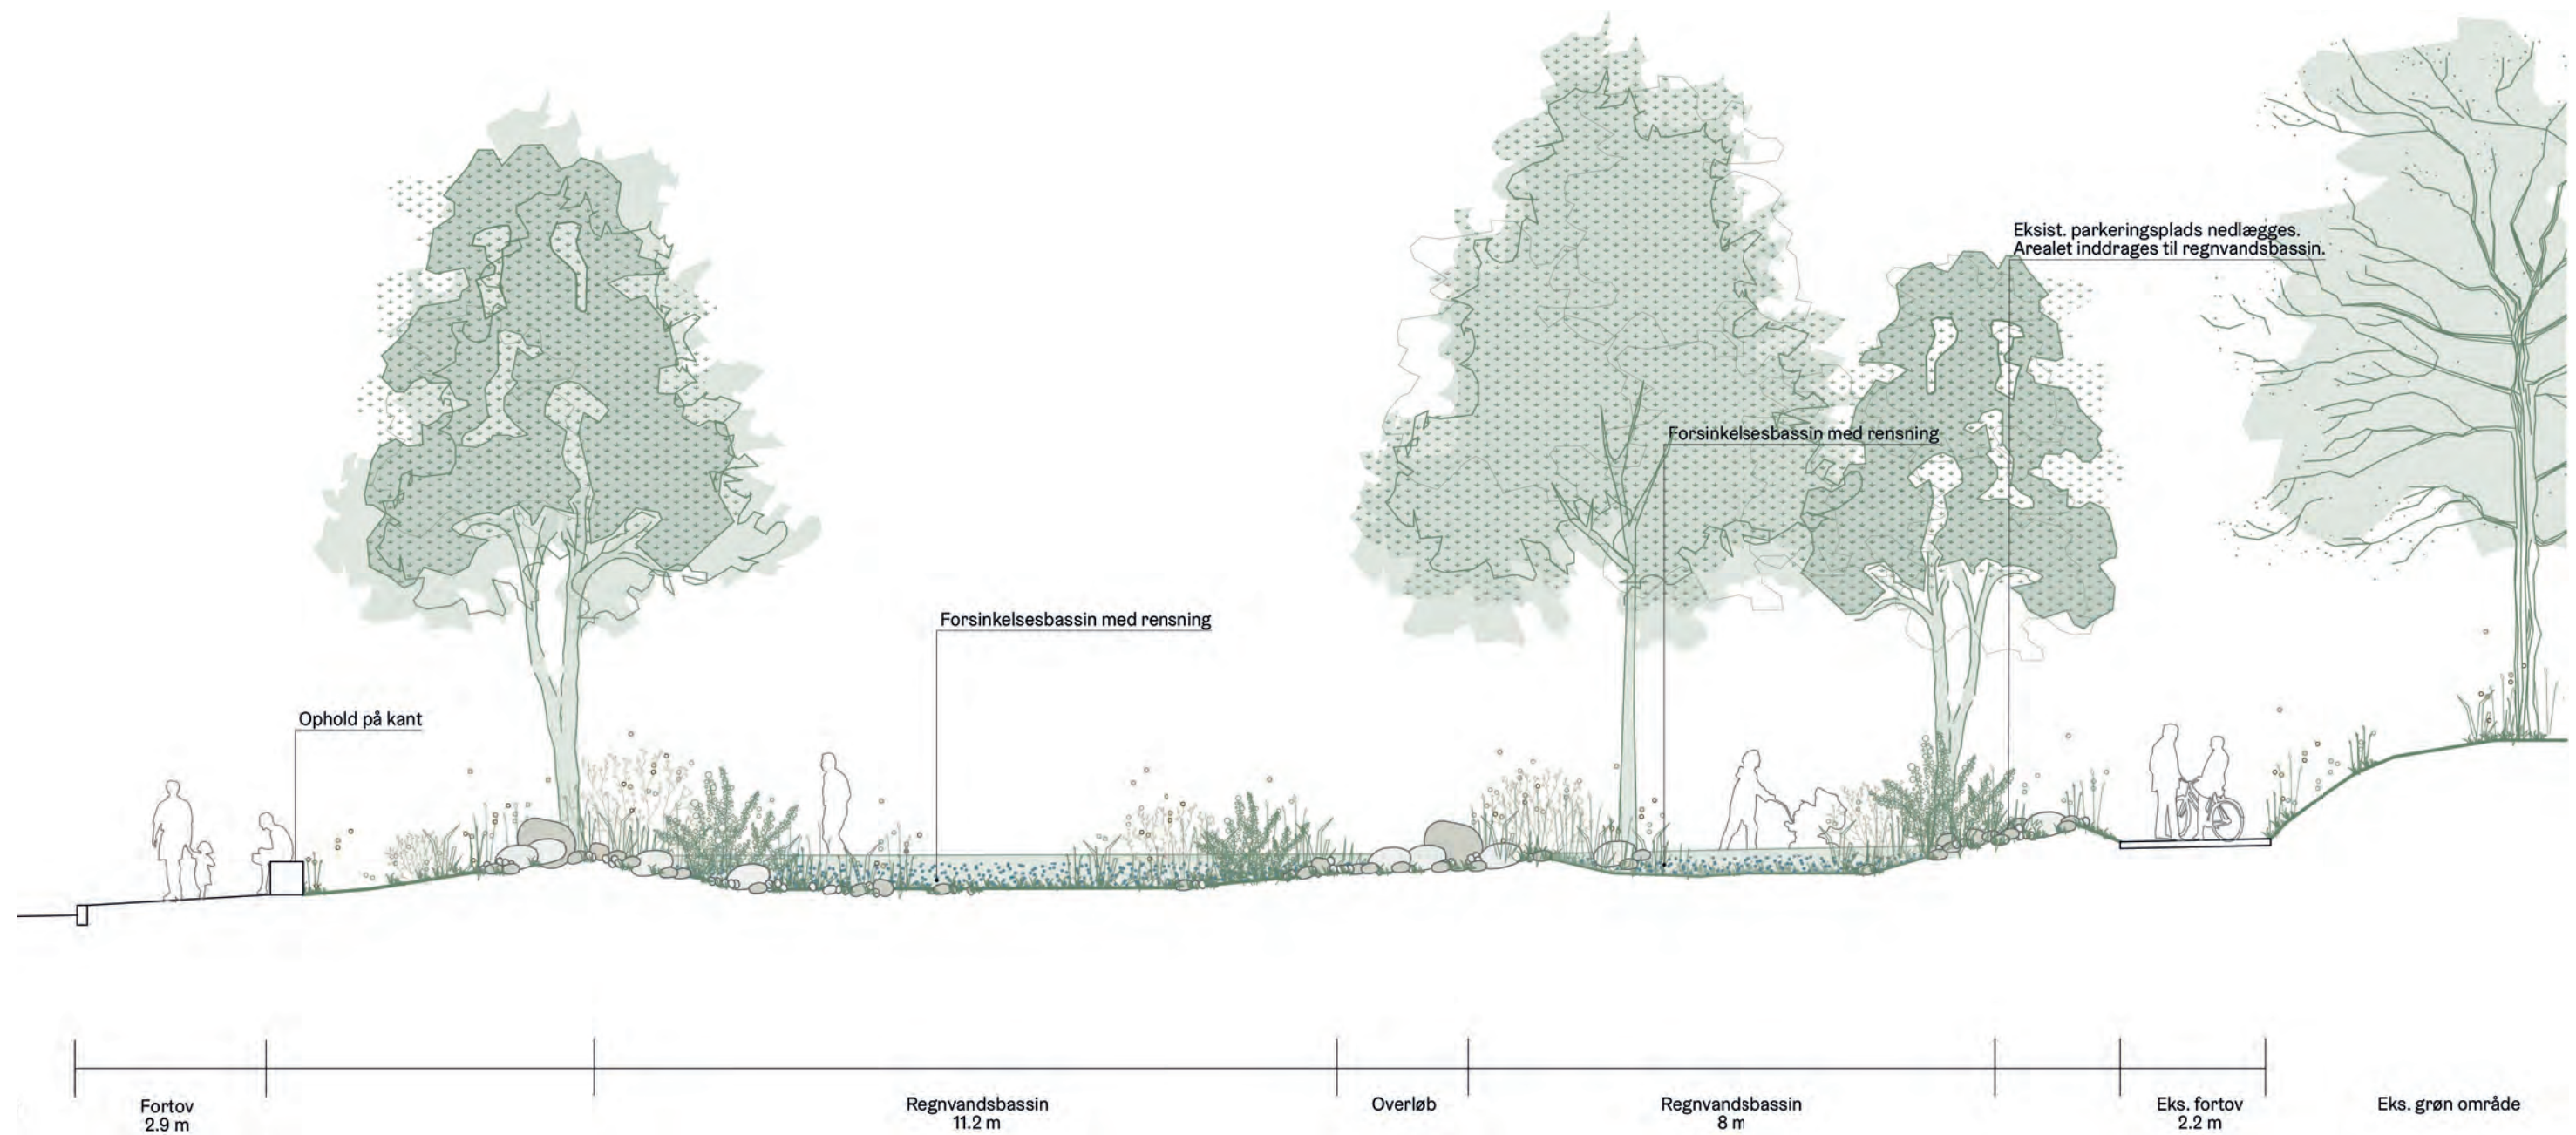 Eksist. parkeringsplads nedlægges.
Arealet inddrages til regnvandsbassin.
Forsinkelsesbassin med rensning
Forsinkelsesbassin med rensning
Ophold på kant
Fortov
2.9 m
Regnvandsbassin
11.2 m
Overløb
Regnvandsbassin
8 m
Eks. fortov
2.2 m
Eks. grøn område